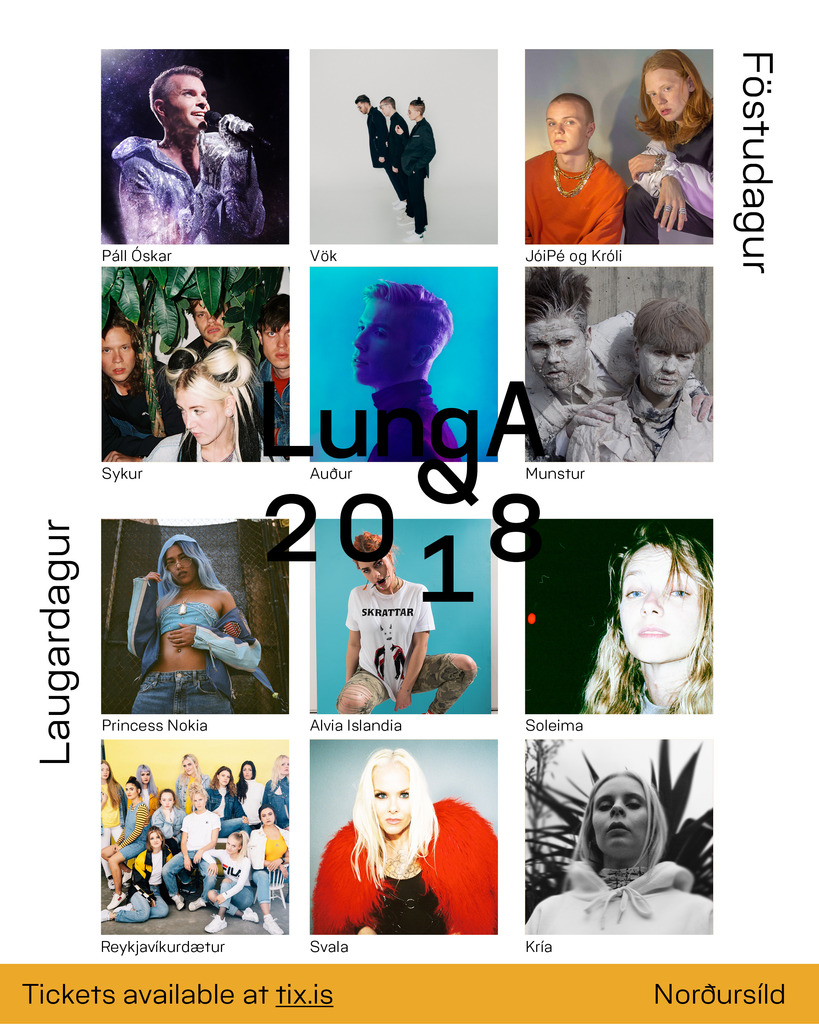 Föstudagur
Páll Óskar
Vök
JóiPé og Króli
Sykur
Auður
Munstur
LungA
&
2018
Laugardagur
SKRATTAR
Princess Nokia
Alvia Islandia
Soleima
FILA
Reykjavíkurdætur
Svala
Kría
Tickets available at tix.is
Norðursíld